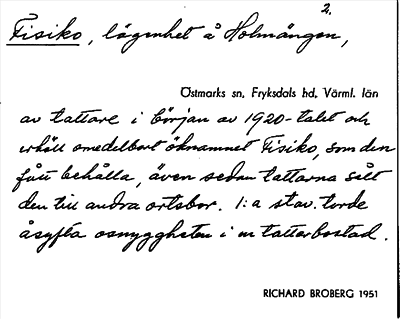 2.
Fisiko, lägenhet å Holmängen,
Östmarks sn, Fryksdals hd, Värml. län
av tattare i början av 1920-talet och
erhöll omedelbart öknamnet Fisiko, som den
fått behålla, även sedan tattarna sålt
den till andra ortsbor. 1:a stav. torde
åsyfta osnyggheten i en tattarbostad.
RICHARD BROBERG 1951